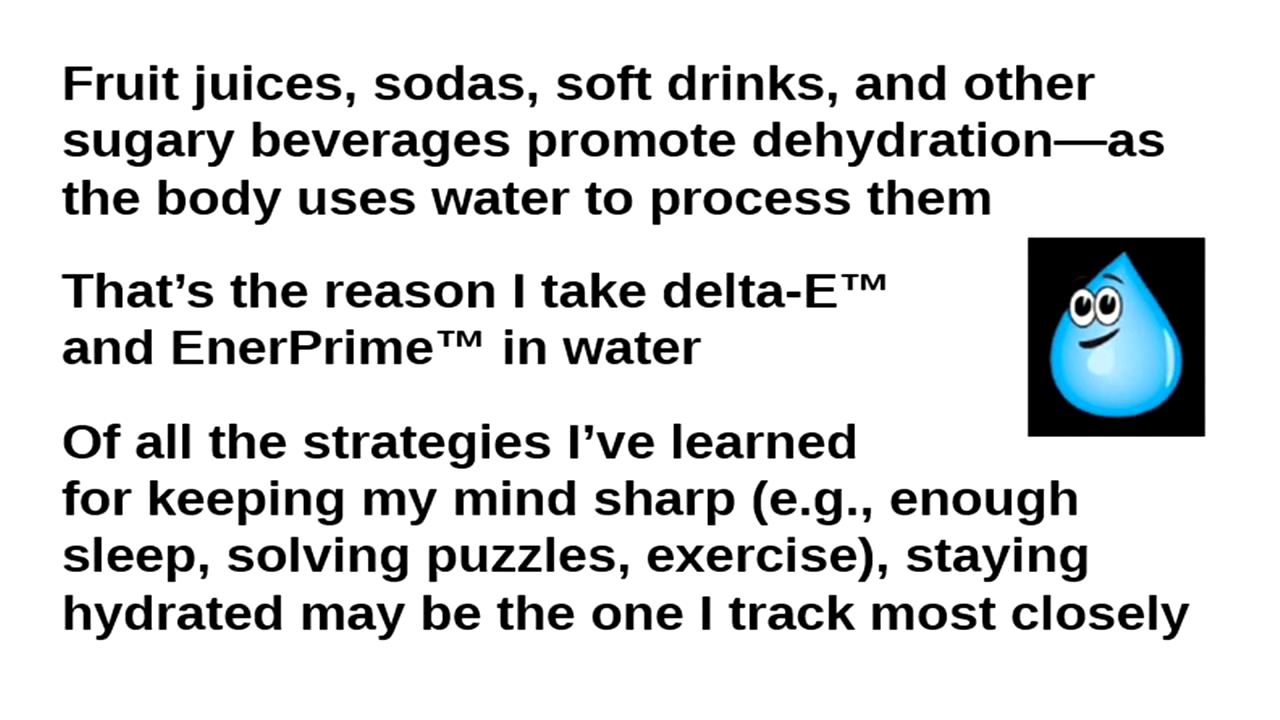 Fruit juices, sodas, soft drinks, and other
sugary beverages promote dehydration—as
the body uses water to process them
That’s the reason I take delta-E™
and EnerPrime™ in water
Of all the strategies I’ve learned
for keeping my mind sharp (e.g., enough
sleep, solving puzzles, exercise), staying
hydrated may be the one I track most closely